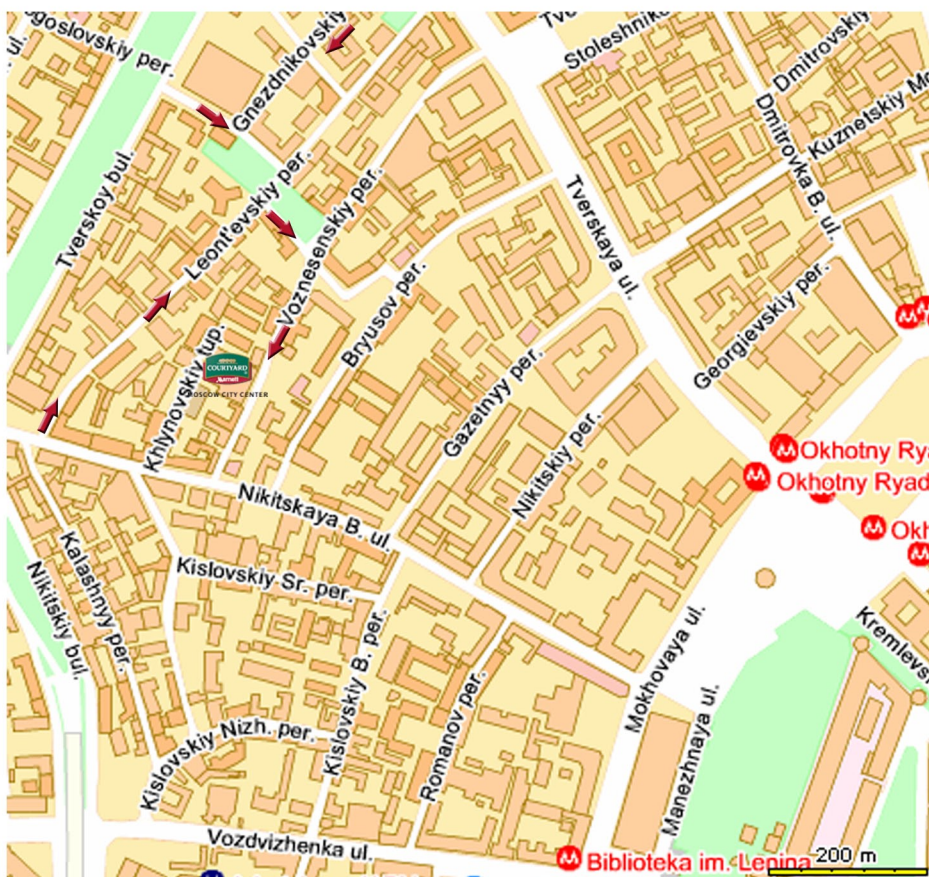 ogoslovskiy per.
Gnezdnikovskiy
Stoleshnik
Dmitrovskiy
Kuznetskiy Mo
Dmitrovka B. ul.
Tverskoy bul.
Leont'evskiy per.
Voznesenskiy per.
Tverskaya ul.
Bryusov per.
Georgievskiy per.
Khlynovskiy tup.
COURTYARD
Marriott
MOSCOW CITY CENTER
Gazetnyy per.
Nikitskiy per.
Okhotny Rya
Okhotny Ryad
Okh
Nikitskaya B. ul.
Kalashnyy per.
Nikitskiy bul.
Kislovskiy Sr. per.
Kislovskiy B. per.
Kislovskiy Nizh. per.
Romanov per.
Mokhovaya ul.
Manezhnaya ul.
Kremlevs
Vozdvizhenka ul.
Biblioteka im. Lenina
200 m